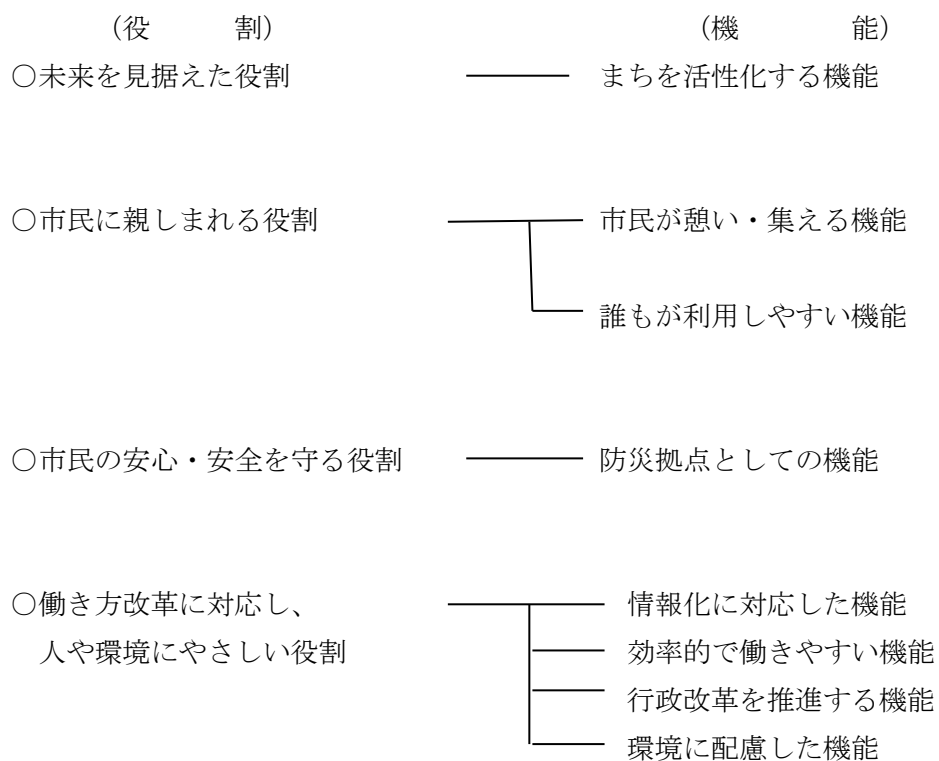 （役　　　割）　（機　　　　能）
○未来を見据えた役割　まちを活性化する機能
○市民に親しまれる役割　市民が憩い・集える機能
誰もが利用しやすい機能
○市民の安心・安全を守る役割　防災拠点としての機能
○働き方改革に対応し、　情報化に対応した機能
人や環境にやさしい役割　効率的で働きやすい機能
行政改革を推進する機能
環境に配慮した機能